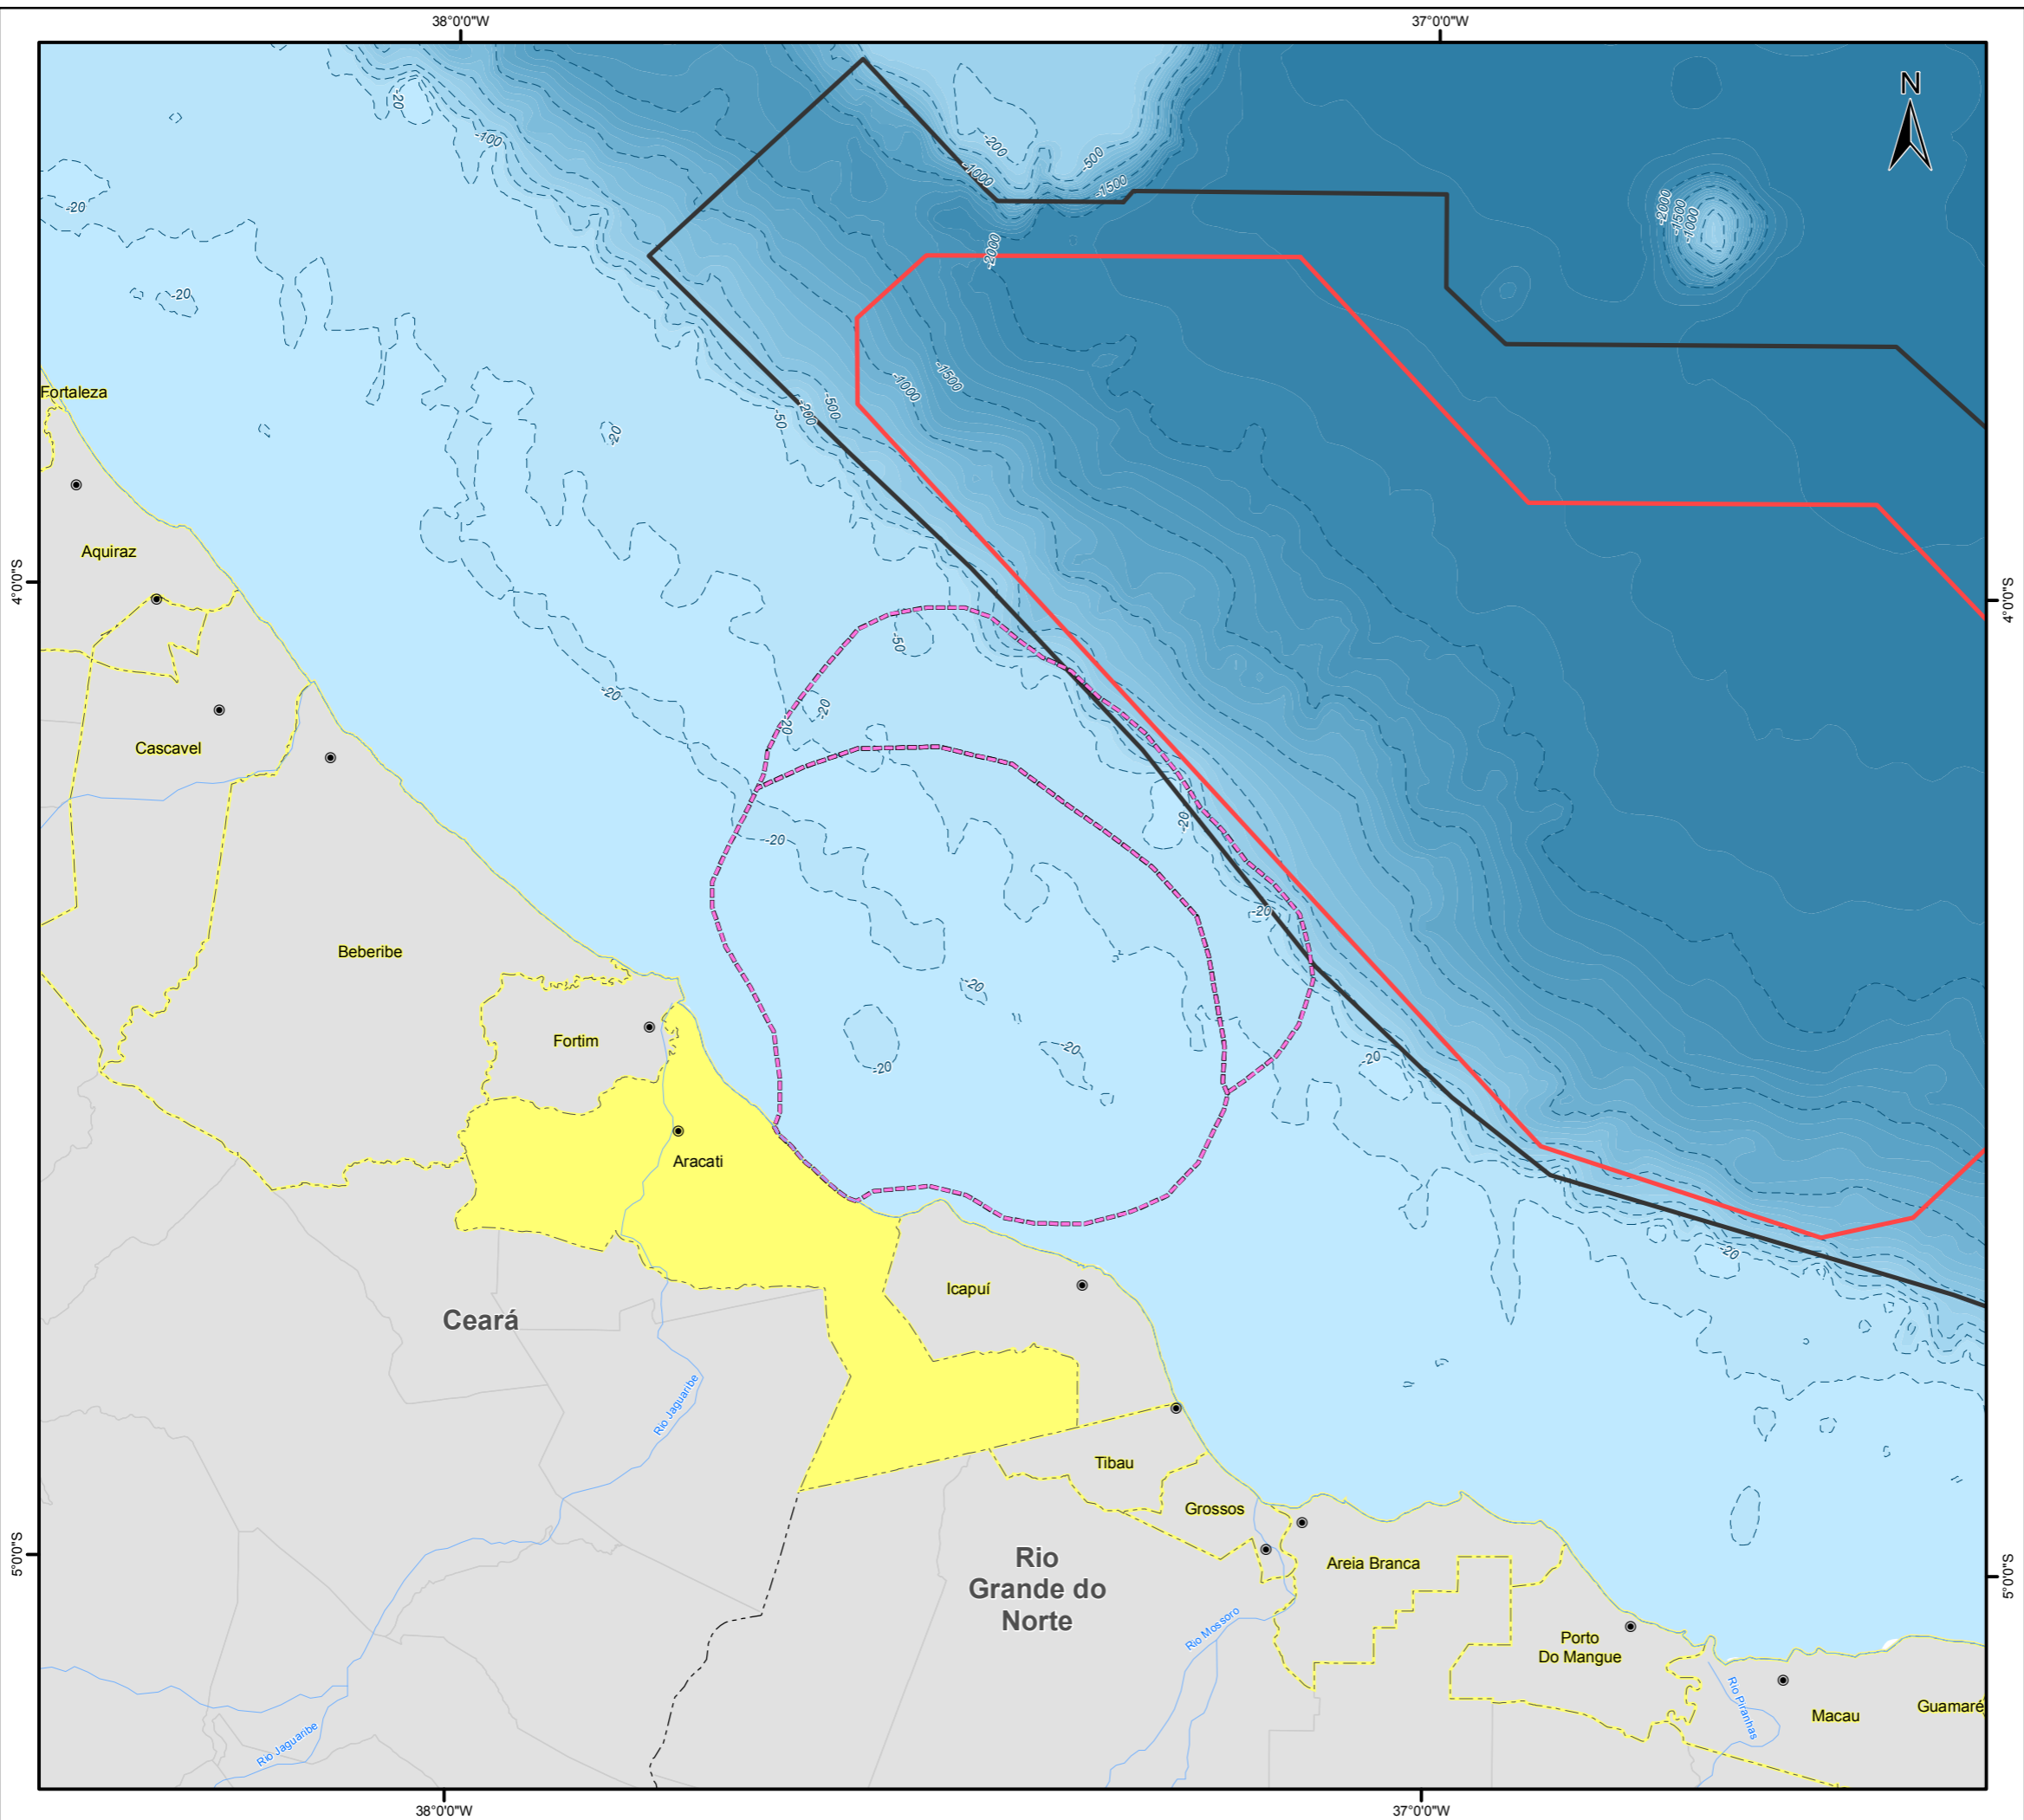 38°0'0"W
37°0'0"W
N
-20
-100
-200
-500
-1000
-1500
-20
-2000
-1500
-1000
-2000
-20
Fortaleza
-1500
-1000
-500
-200
-50
-20
Aquiraz
4°0'0"S
4°0'0"S
-50
-20
-20
-20
Cascavel
-20
-20
-20
Beberibe
-20
-20
Fortim
-20
-20
-20
Aracati
-20
Icapuí
Ceará
Rio Jaguaribe
Tibau
Grossos
5°0'0"S
5°0'0"S
Rio
Grande do
Norte
Areia Branca
Rio Mossoro
Porto
Do Mangue
Rio Piranhas
Macau
Guamaré
Rio Jaguaribe
38°0'0"W
37°0'0"W